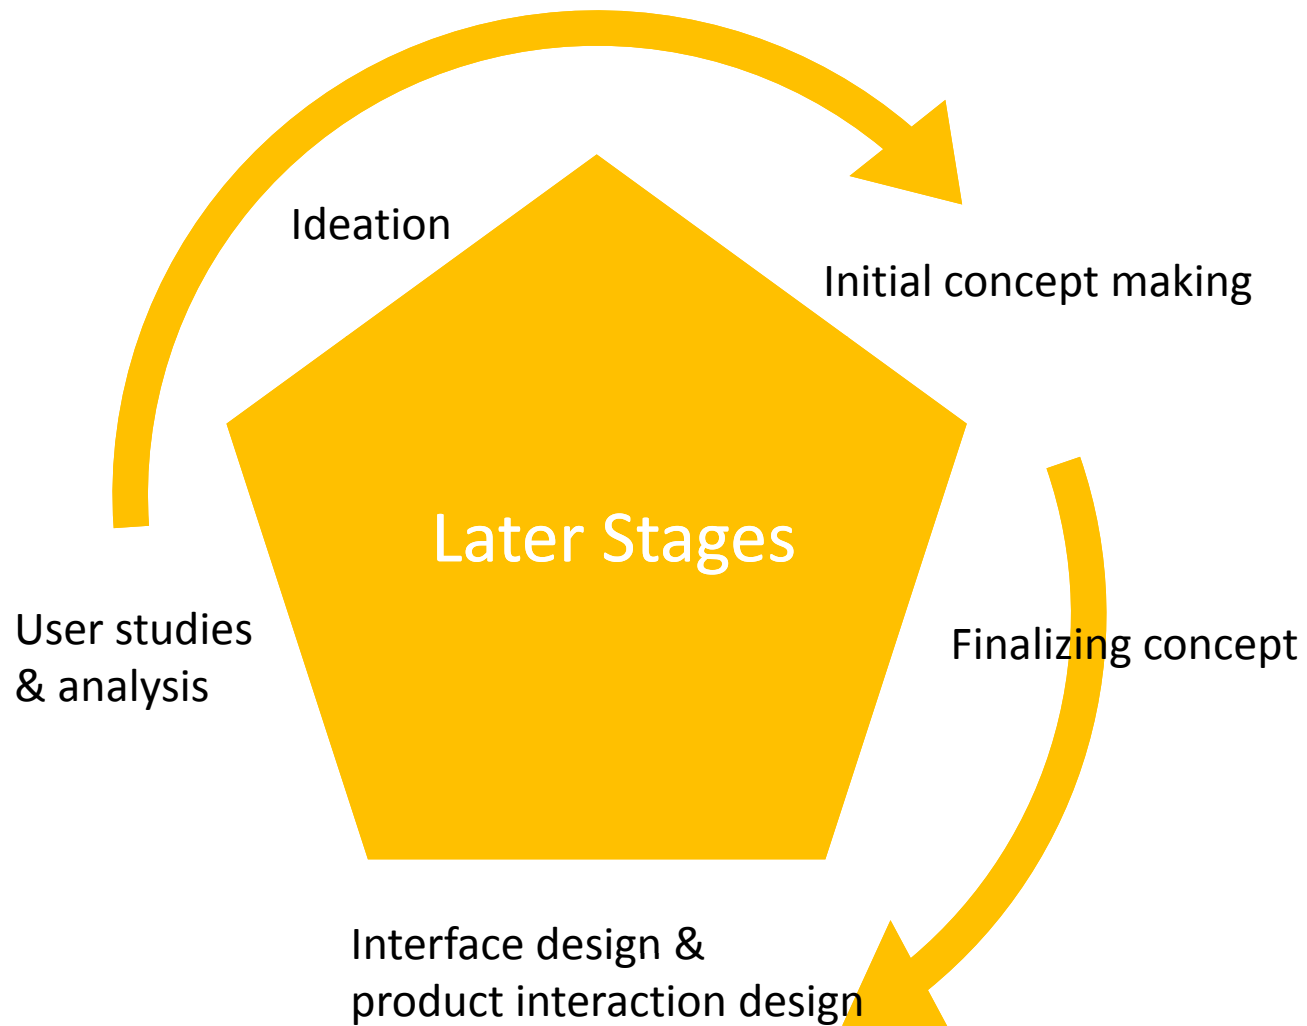 Ideation
Initial concept making
Later Stages
User studies
& analysis
Finalizing concept
Interface design &
product interaction design